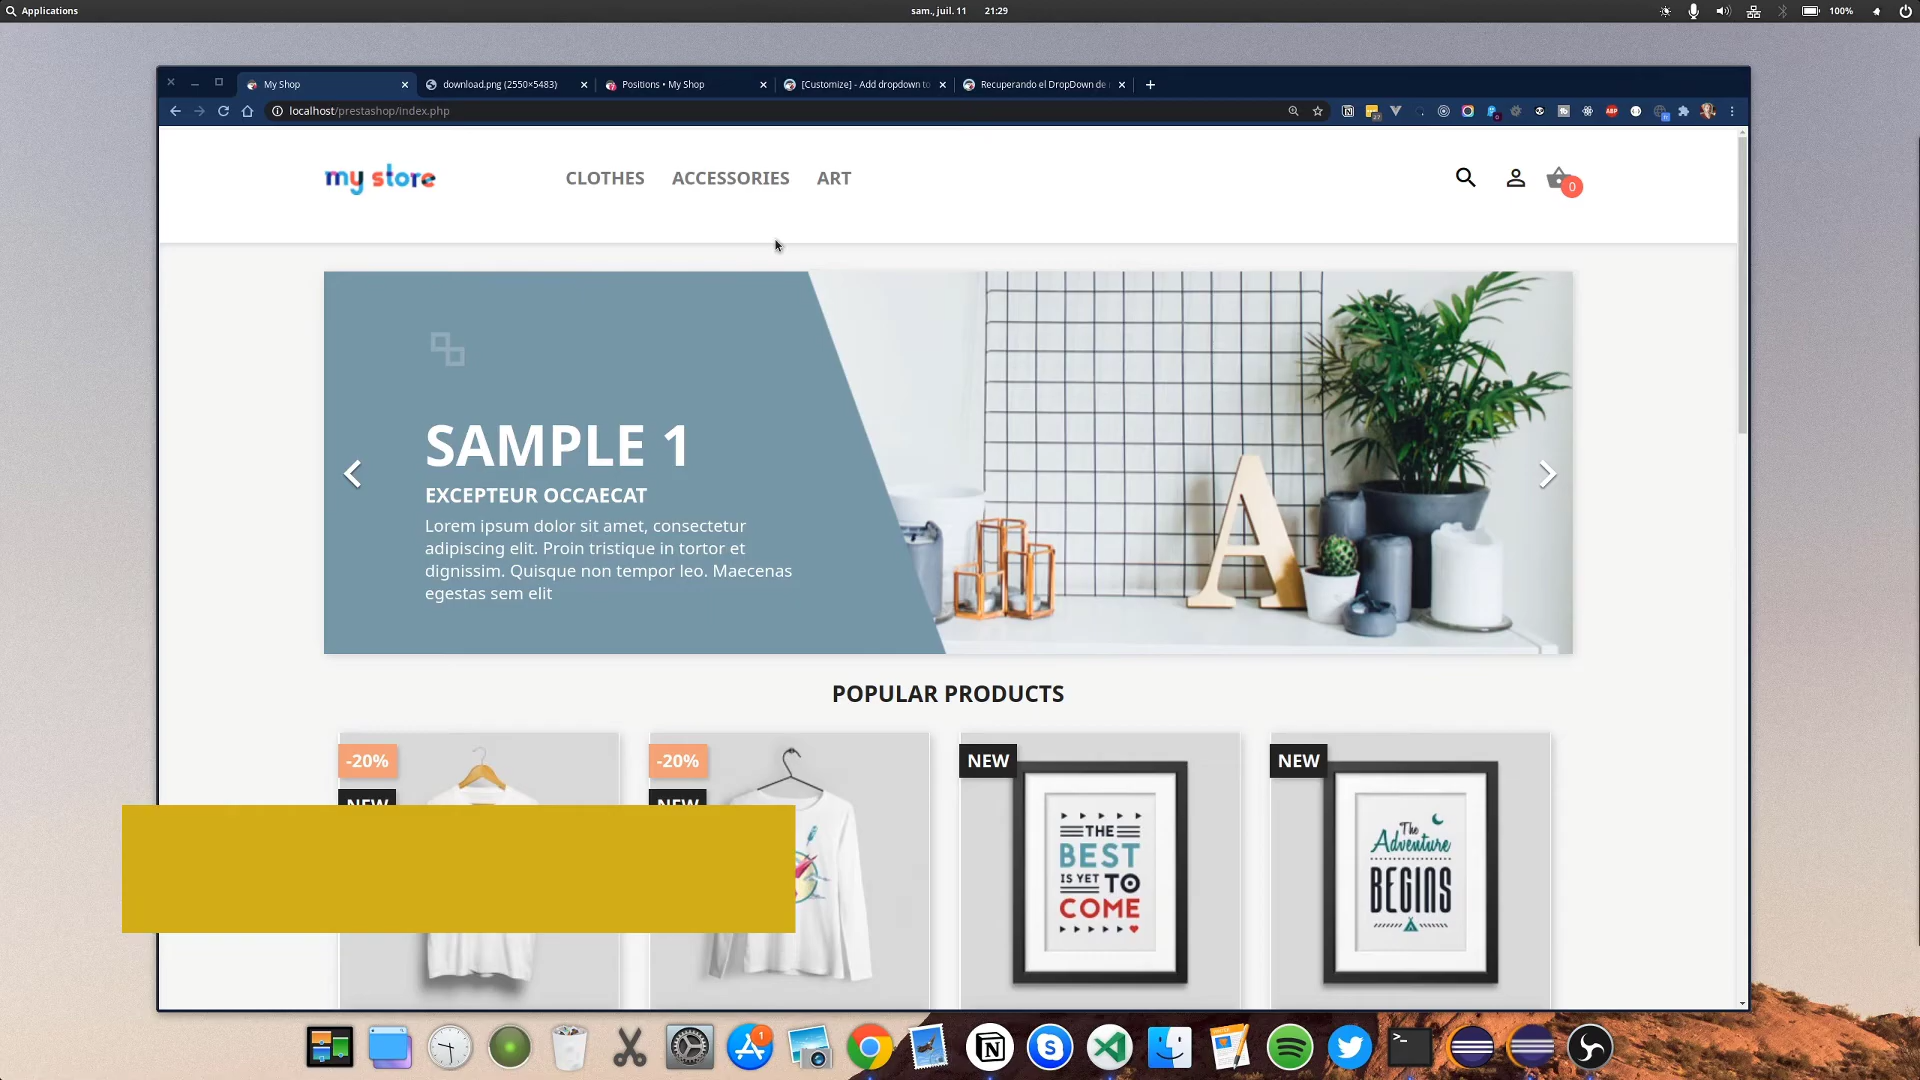 Applications
sam., juil. 11 21:29
100%
My Shop
download.png (2550×5483)
Positions • My Shop
[Customize] - Add dropdown to
Recuperando el DropDown de
localhost/prestashop/index.php
my store
CLOTHES
ACCESSORIES
ART
0
SAMPLE 1
EXCEPTEUR OCCAECAT
Lorem ipsum dolor sit amet, consectetur
adipiscing elit. Proin tristique in tortor et
dignissim. Quisque non tempor leo. Maecenas
egestas sem elit
A
POPULAR PRODUCTS
-20%
NEW
-20%
NEW
NEW
THE
BEST
IS YET TO
COME
NEW
The
Adventure
BEGINS
1